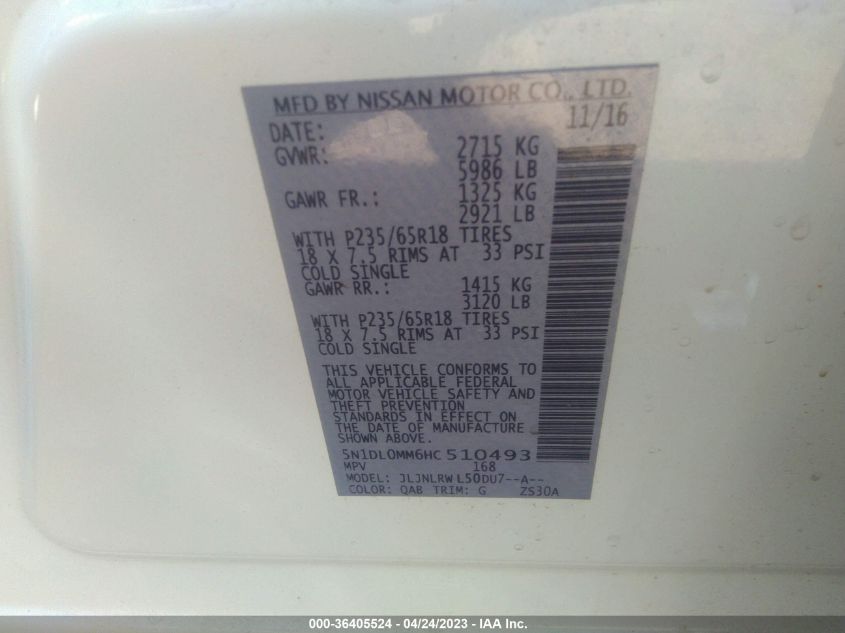 MFD BY NISSAN MOTOR CO., LTD.
DATE: 11/16
GVWR: 2715 KG
5986 LB
GAWR FR.: 1325 KG
2921 LB
WITH P235/65R18 TIRES
18 X 7.5 RIMS AT 33 PSI
COLD SINGLE
GAWR RR.: 1415 KG
3120 LB
WITH P235/65R18 TIRES
18 X 7.5 RIMS AT 33 PSI
COLD SINGLE
THIS VEHICLE CONFORMS TO
ALL APPLICABLE FEDERAL
MOTOR VEHICLE SAFETY AND
THEFT PREVENTION
STANDARDS IN EFFECT ON
THE DATE OF MANUFACTURE
SHOWN ABOVE.
5N1DL0MM6HC510493
MPV 168
MODEL: JLJNLRW L50DU7--A--
COLOR: QAB TRIM: G ZS30A
000-36405524 - 04/24/2023 - IAA Inc.